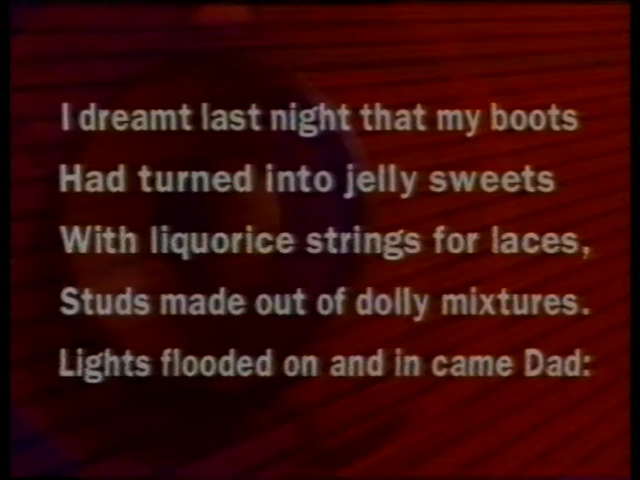 I dreamt last night that my boots
Had turned into jelly sweets
With liquorice strings for laces,
Studs made out of dolly mixtures.
Lights flooded on and in came Dad: